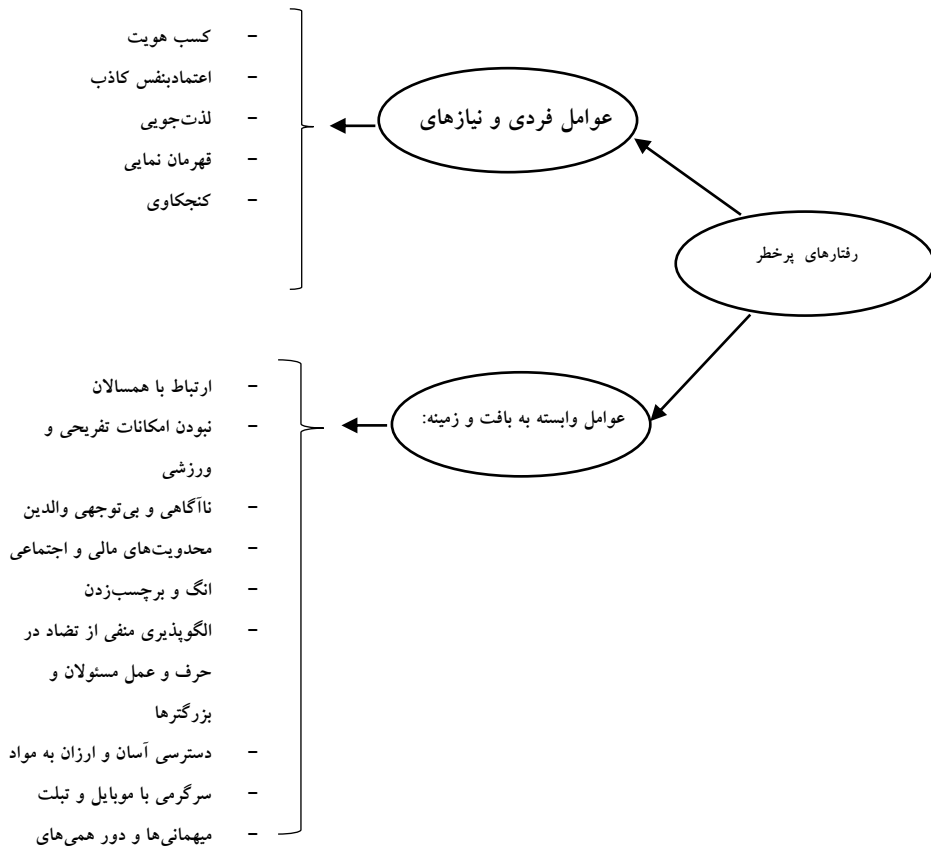 رفتارهای پرخطر
عوامل فردی و نیازهای
- کسب هویت
- اعتمادبنفس کاذب
- لذت‌جویی
- قهرمان نمایی
- کنجکاوی
عوامل وابسته به بافت و زمینه:
- ارتباط با همسالان
- نبودن امکانات تفریحی و
ورزشی
- ناآگاهی و بی‌توجهی والدین
- محدویت‌های مالی و اجتماعی
- انگ و برچسب‌زدن
- الگوپذیری منفی از تضاد در
حرف و عمل مسئولان و
بزرگترها
- دسترسی آسان و ارزان به مواد
- سرگرمی با موبایل و تبلت
- میهمانی‌ها و دور همی‌های